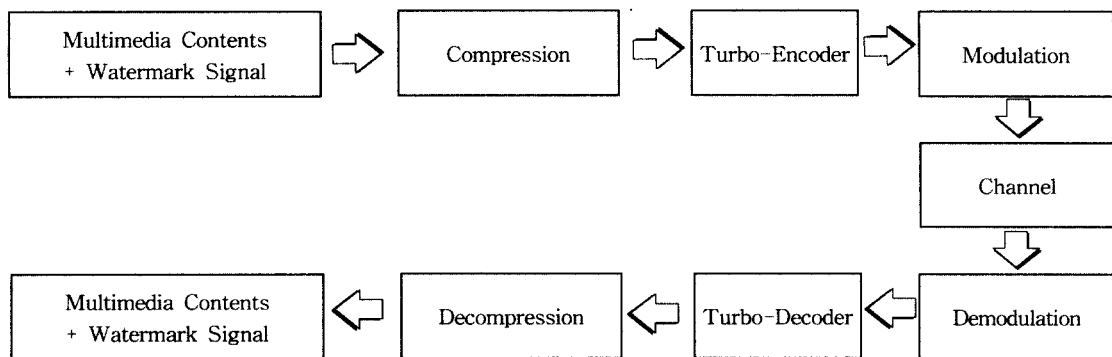 Multimedia Contents
+ Watermark Signal
Compression
Turbo-Encoder
Modulation
Channel
Demodulation
Turbo-Decoder
Decompression
Multimedia Contents
+ Watermark Signal